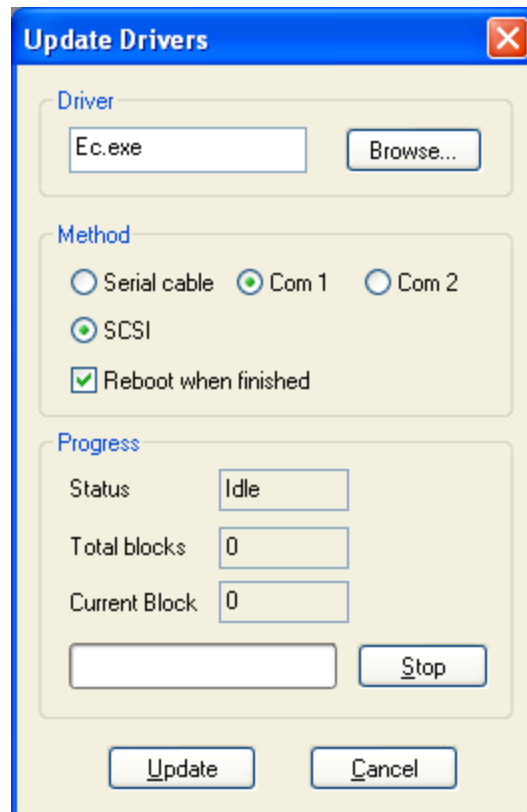 Update Drivers
Driver
Ec.exe Browse...
Method
Serial cable Com 1 Com 2
SCSI
Reboot when finished
Progress
Status Idle
Total blocks 0
Current Block 0
Stop
Update Cancel